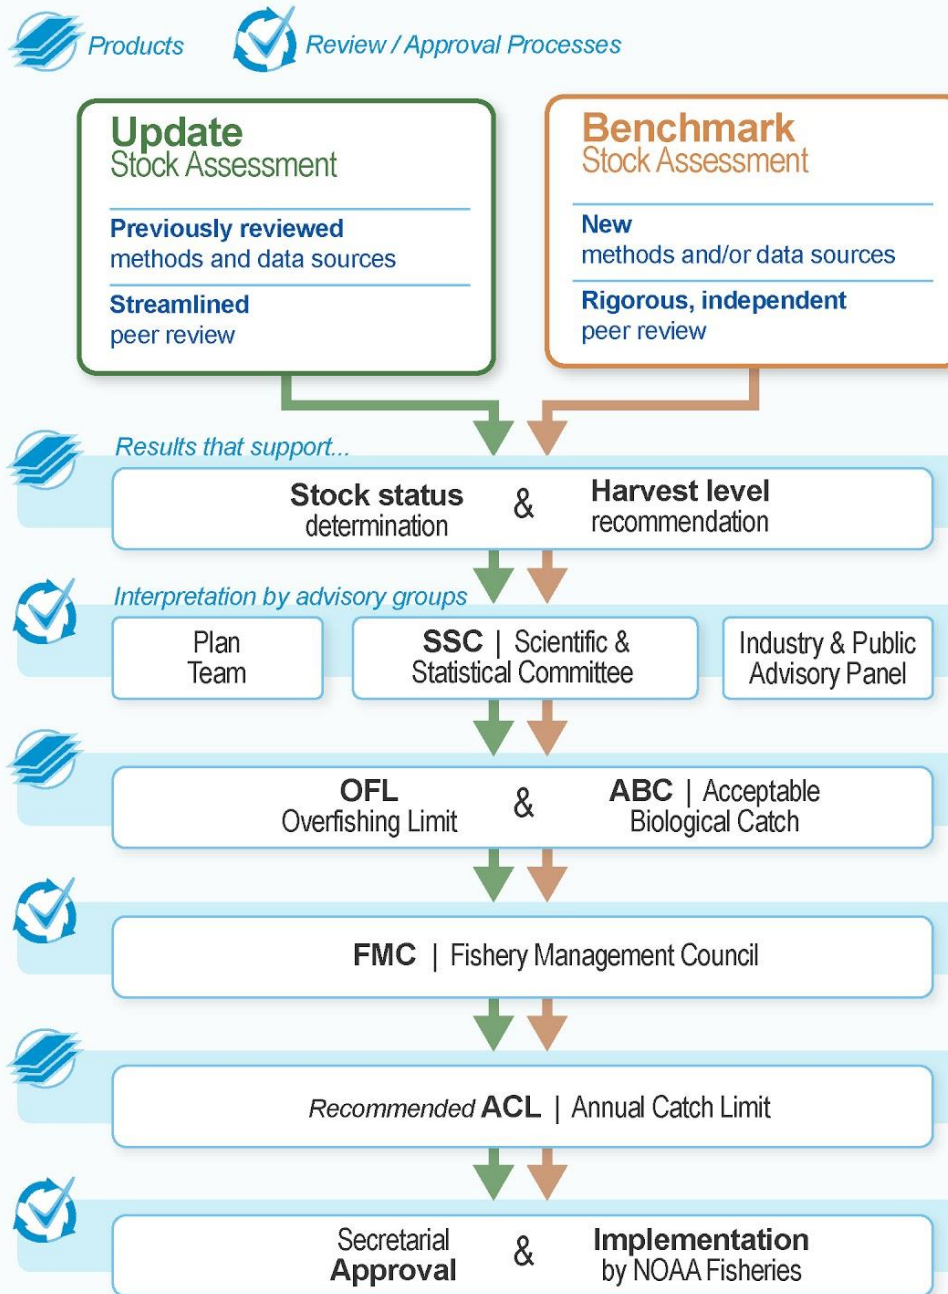 Products
Review / Approval Processes
Update
Stock Assessment
Previously reviewed
methods and data sources
Streamlined
peer review
Benchmark
Stock Assessment
New
methods and/or data sources
Rigorous, independent
peer review
Results that support...
Stock status
determination
&
Harvest level
recommendation
Interpretation by advisory groups
Plan
Team
SSC | Scientific &
Statistical Committee
Industry & Public
Advisory Panel
OFL
Overfishing Limit
&
ABC | Acceptable
Biological Catch
FMC | Fishery Management Council
Recommended ACL | Annual Catch Limit
Secretarial
Approval
&
Implementation
by NOAA Fisheries